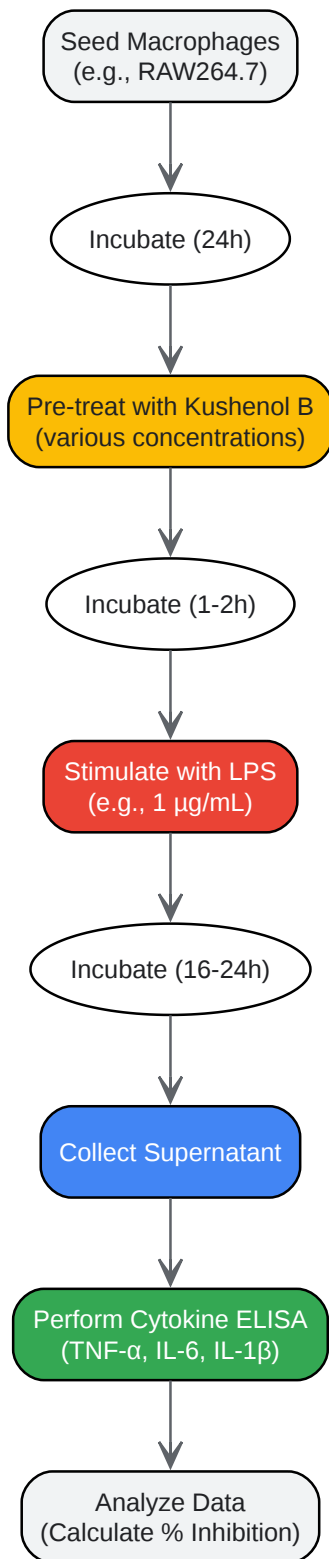 Seed Macrophages
(e.g., RAW264.7)
Incubate (24h)
Pre-treat with Kushenol B
(various concentrations)
Incubate (1-2h)
Stimulate with LPS
(e.g., 1 µg/mL)
Incubate (16-24h)
Collect Supernatant
Perform Cytokine ELISA
(TNF-α, IL-6, IL-1β)
Analyze Data
(Calculate % Inhibition)